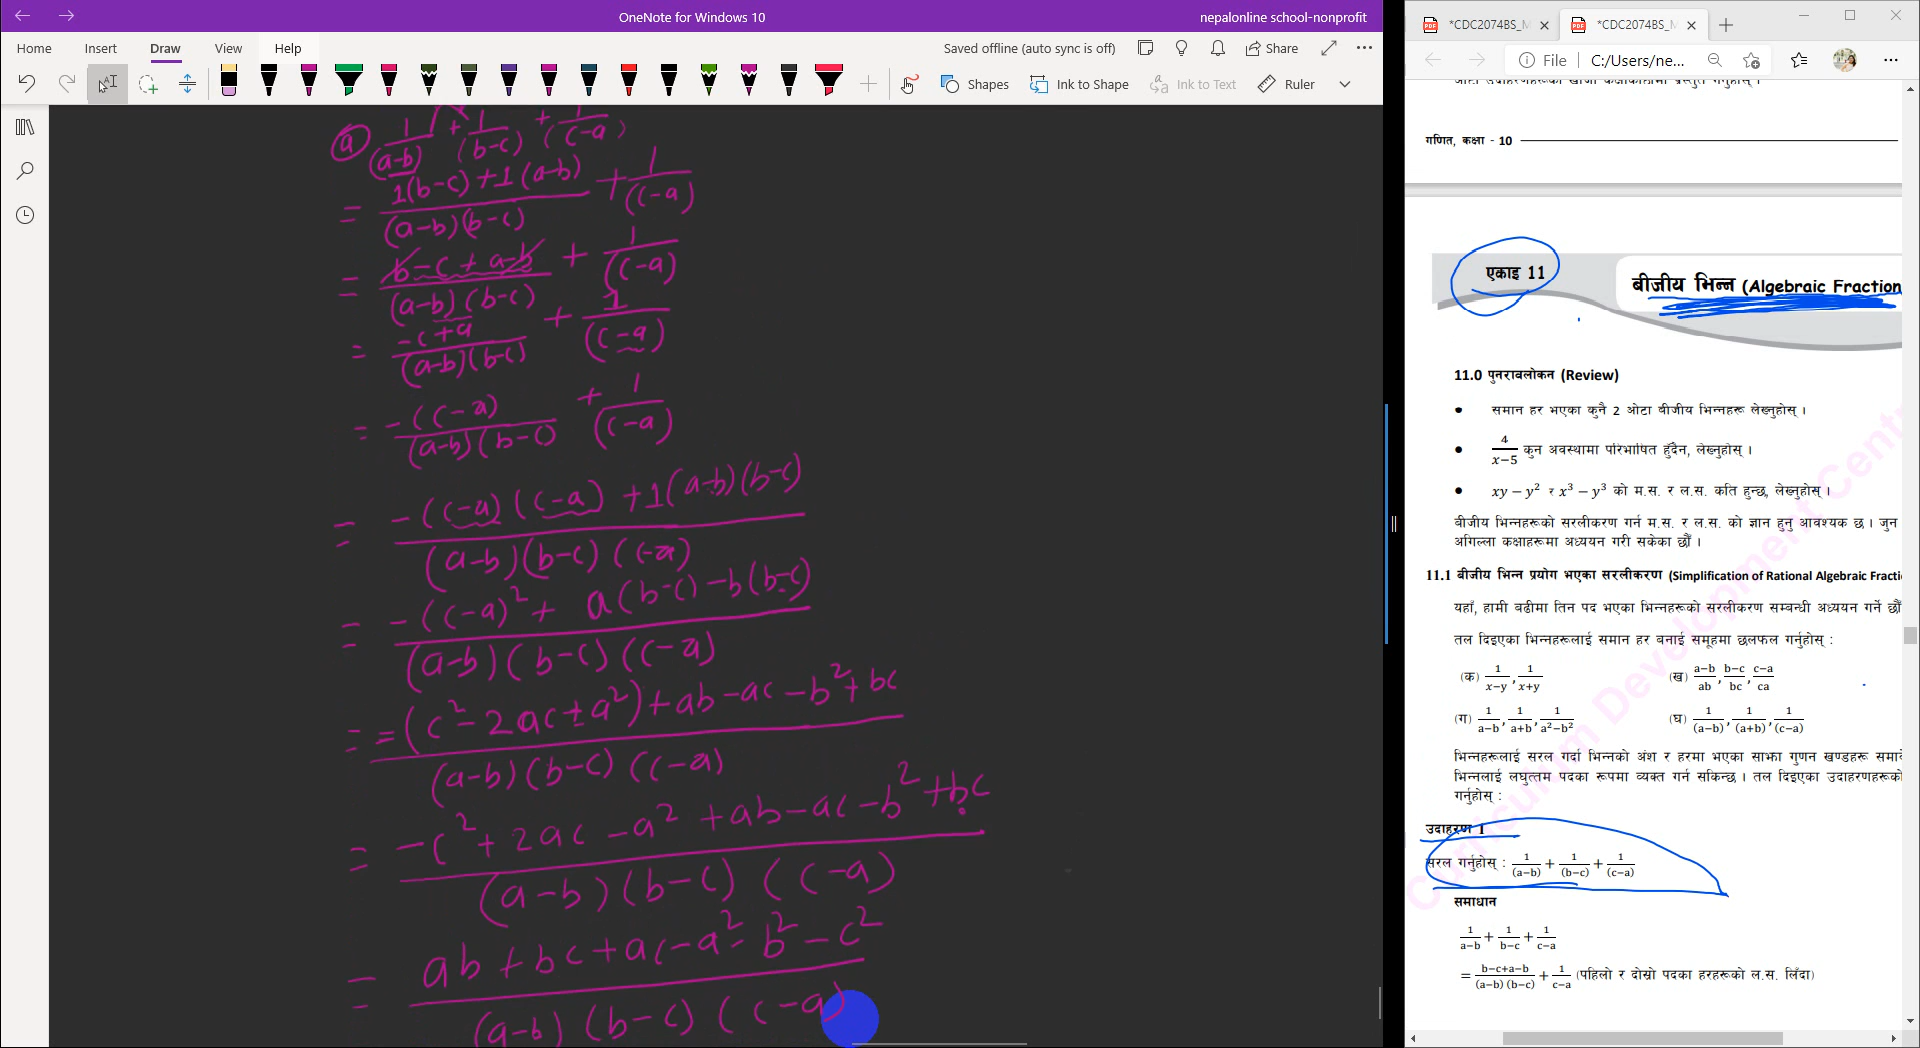 OneNote for Windows 10
nepalonline school-nonprofit
Home Insert Draw View Help
Saved offline (auto sync is off) Share
Shapes Ink to Shape Ink to Text Ruler
(a) 1/(a-b) + 1/(b-c) + 1/(c-a)
= 1(b-c)+1(a-b)/(a-b)(b-c) + 1/(c-a)
= b-c+a-b/(a-b)(b-c) + 1/(c-a)
= -c+a/(a-b)(b-c) + 1/(c-a)
= -(c-a)/(a-b)(b-c) + 1/(c-a)
= -(c-a)(c-a)+1(a-b)(b-c)/(a-b)(b-c)(c-a)
= -(c-a)²+ a(b-c)-b(b-c)/(a-b)(b-c)(c-a)
= -(c²-2ac+a²)+ab-ac-b²+bc/(a-b)(b-c)(c-a)
= -c²+2ac-a²+ab-ac-b²+bc/(a-b)(b-c)(c-a)
= ab+bc+ac-a²-b²-c²/(a-b)(b-c)(c-a)
*CDC2074BS_M *CDC2074BS_M
File C:/Users/ne...
गणित, कक्षा - 10
एकाइ 11
बीजीय भिन्न (Algebraic Fraction
11.0 पुनरावलोकन (Review)
• समान हर भएका कुनै 2 ओटा बीजीय भिन्नहरू लेख्नुहोस् ।
• 4/x−5 कुन अवस्थामा परिभाषित हुँदैन, लेख्नुहोस् ।
• xy − y² र x³ − y³ को म.स. र ल.स. कति हुन्छ, लेख्नुहोस् ।
बीजीय भिन्नहरूको सरलीकरण गर्न म.स. र ल.स. को ज्ञान हुनु आवश्यक छ । जुन
अगिल्ला कक्षाहरूमा अध्ययन गरी सकेका छौँ ।
11.1 बीजीय भिन्न प्रयोग भएका सरलीकरण (Simplification of Rational Algebraic Fracti
यहाँ, हामी बढीमा तिन पद भएका भिन्नहरूको सरलीकरण सम्बन्धी अध्ययन गर्ने छौँ
तल दिइएका भिन्नहरूलाई समान हर बनाई समूहमा छलफल गर्नुहोस् :
(क) 1/x−y, 1/x+y (ख) a−b/ab, b−c/bc, c−a/ca
(ग) 1/a−b, 1/a+b, 1/a²−b² (घ) 1/(a−b), 1/(a+b), 1/(c−a)
भिन्नहरूलाई सरल गर्दा भिन्नको अंश र हरमा भएका साझा गुणन खण्डहरू
भिन्नलाई लघुत्तम पदका रूपमा व्यक्त गर्न सकिन्छ । तल दिइएका उदाहरणहरूको
गर्नुहोस् :
उदाहरण 1
सरल गर्नुहोस् : 1/(a−b) + 1/(b−c) + 1/(c−a)
समाधान
1/a−b + 1/b−c + 1/c−a
= b−c+a−b/(a−b)(b−c) + 1/c−a (पहिलो र दोस्रो पदका हरहरूको ल.स. लिँदा)
Curriculum Development Centr